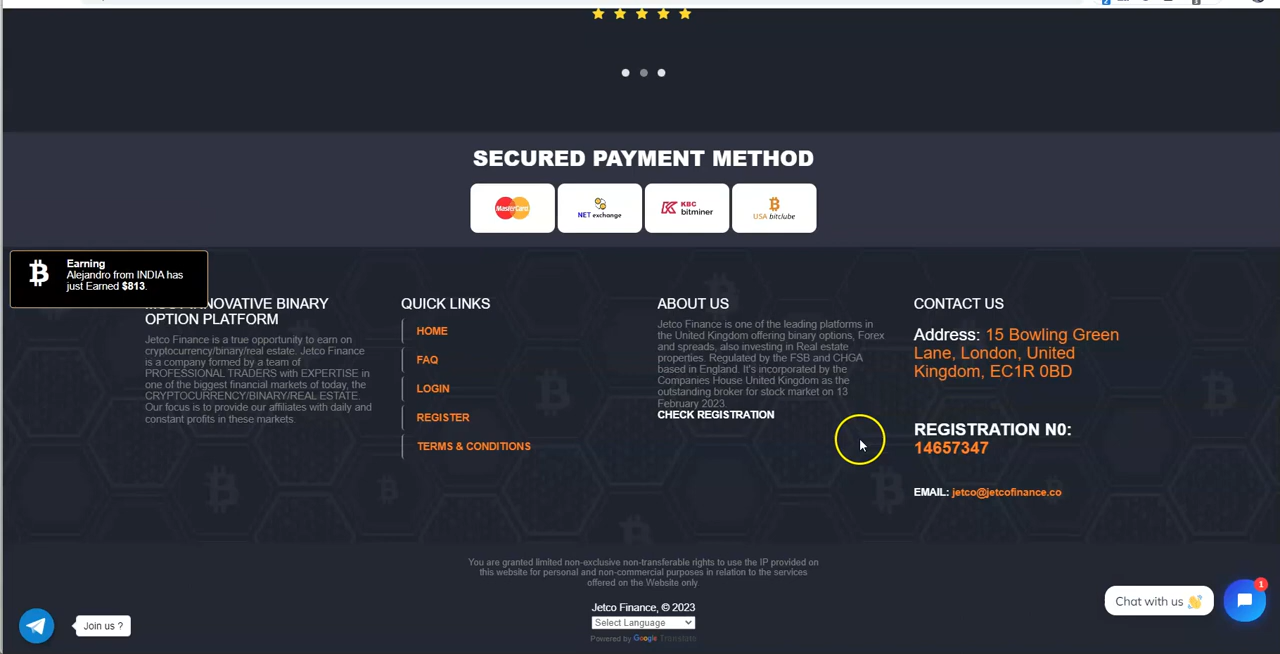 SECURED PAYMENT METHOD
MasterCard
NET exchange
KBC
bitminer
USA bitclube
Earning
Alejandro from INDIA has
just Earned $813.
NOVATIVE BINARY
OPTION PLATFORM
Jetco Finance is a true opportunity to earn on
cryptocurrency/binary/real estate. Jetco Finance
is a company formed by a team of
PROFESSIONAL TRADERS with EXPERTISE in
one of the biggest financial markets of today, the
CRYPTOCURRENCY/BINARY/REAL ESTATE.
Our focus is to provide our affiliates with daily and
constant profits in these markets.
QUICK LINKS
HOME
FAQ
LOGIN
REGISTER
TERMS & CONDITIONS
ABOUT US
Jetco Finance is one of the leading platforms in
the United Kingdom offering binary options, Forex
and spreads, also investing in Real estate
properties. Regulated by the FSB and CHGA
based in England. It's incorporated by the
Companies House United Kingdom as the
outstanding broker for stock market on 13
February 2023.
CHECK REGISTRATION
CONTACT US
Address: 15 Bowling Green
Lane, London, United
Kingdom, EC1R 0BD
REGISTRATION N0:
14657347
EMAIL: jetco@jetcofinance.co
You are granted limited non-exclusive non-transferable rights to use the IP provided on
this website for personal and non-commercial purposes in relation to the services
offered on the Website only
Jetco Finance, © 2023
Select Language
Powered by Google Translate
Join us ?
Chat with us 👋
1